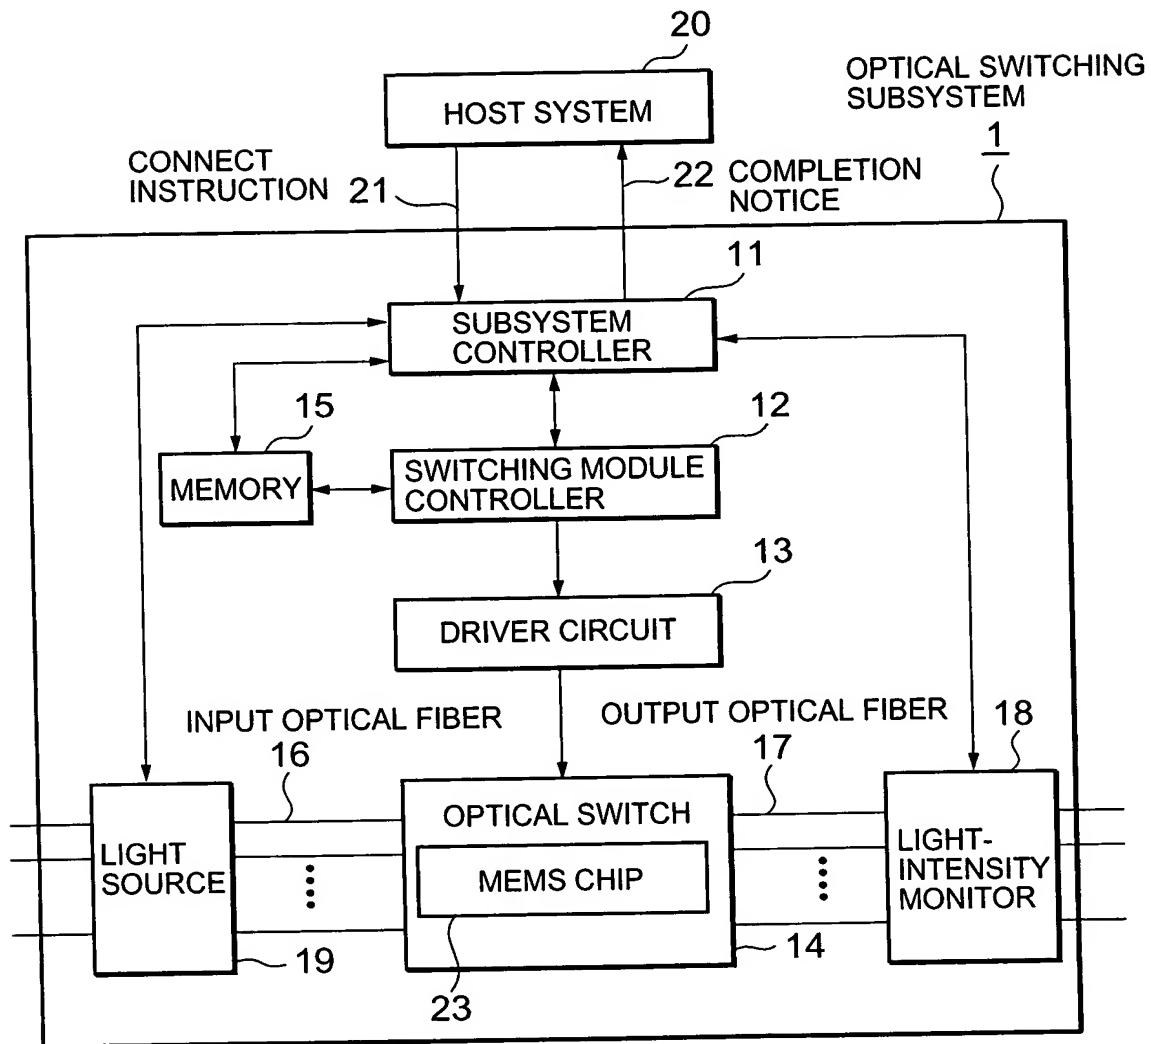 20
HOST SYSTEM
OPTICAL SWITCHING
SUBSYSTEM
1
CONNECT
INSTRUCTION
21
22
COMPLETION
NOTICE
11
SUBSYSTEM
CONTROLLER
15
MEMORY
12
SWITCHING MODULE
CONTROLLER
13
DRIVER CIRCUIT
INPUT OPTICAL FIBER
16
OUTPUT OPTICAL FIBER
17
18
LIGHT
SOURCE
19
OPTICAL SWITCH
MEMS CHIP
23
14
LIGHT-
INTENSITY
MONITOR